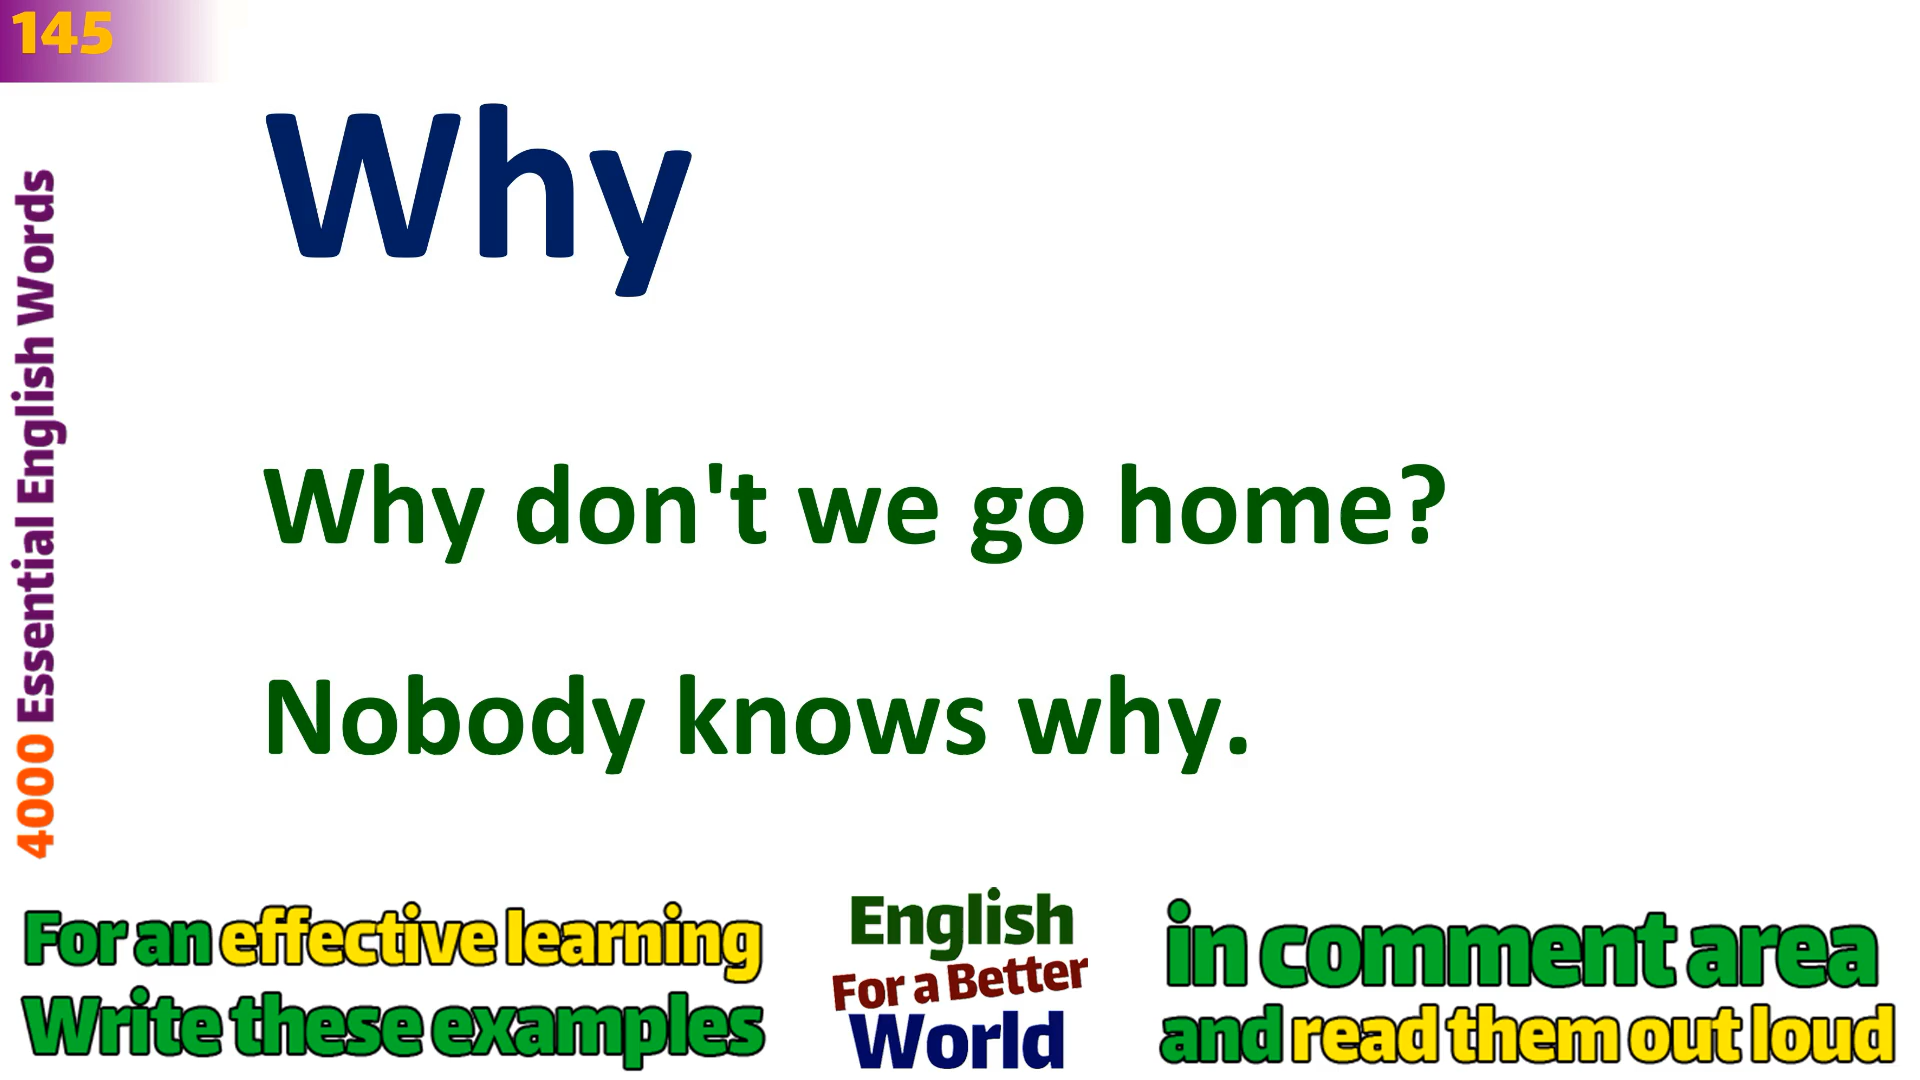 145
4000 Essential English Words
Why
Why don't we go home?
Nobody knows why.
For an effective learning
Write these examples
English
For a Better
World
in comment area
and read them out loud